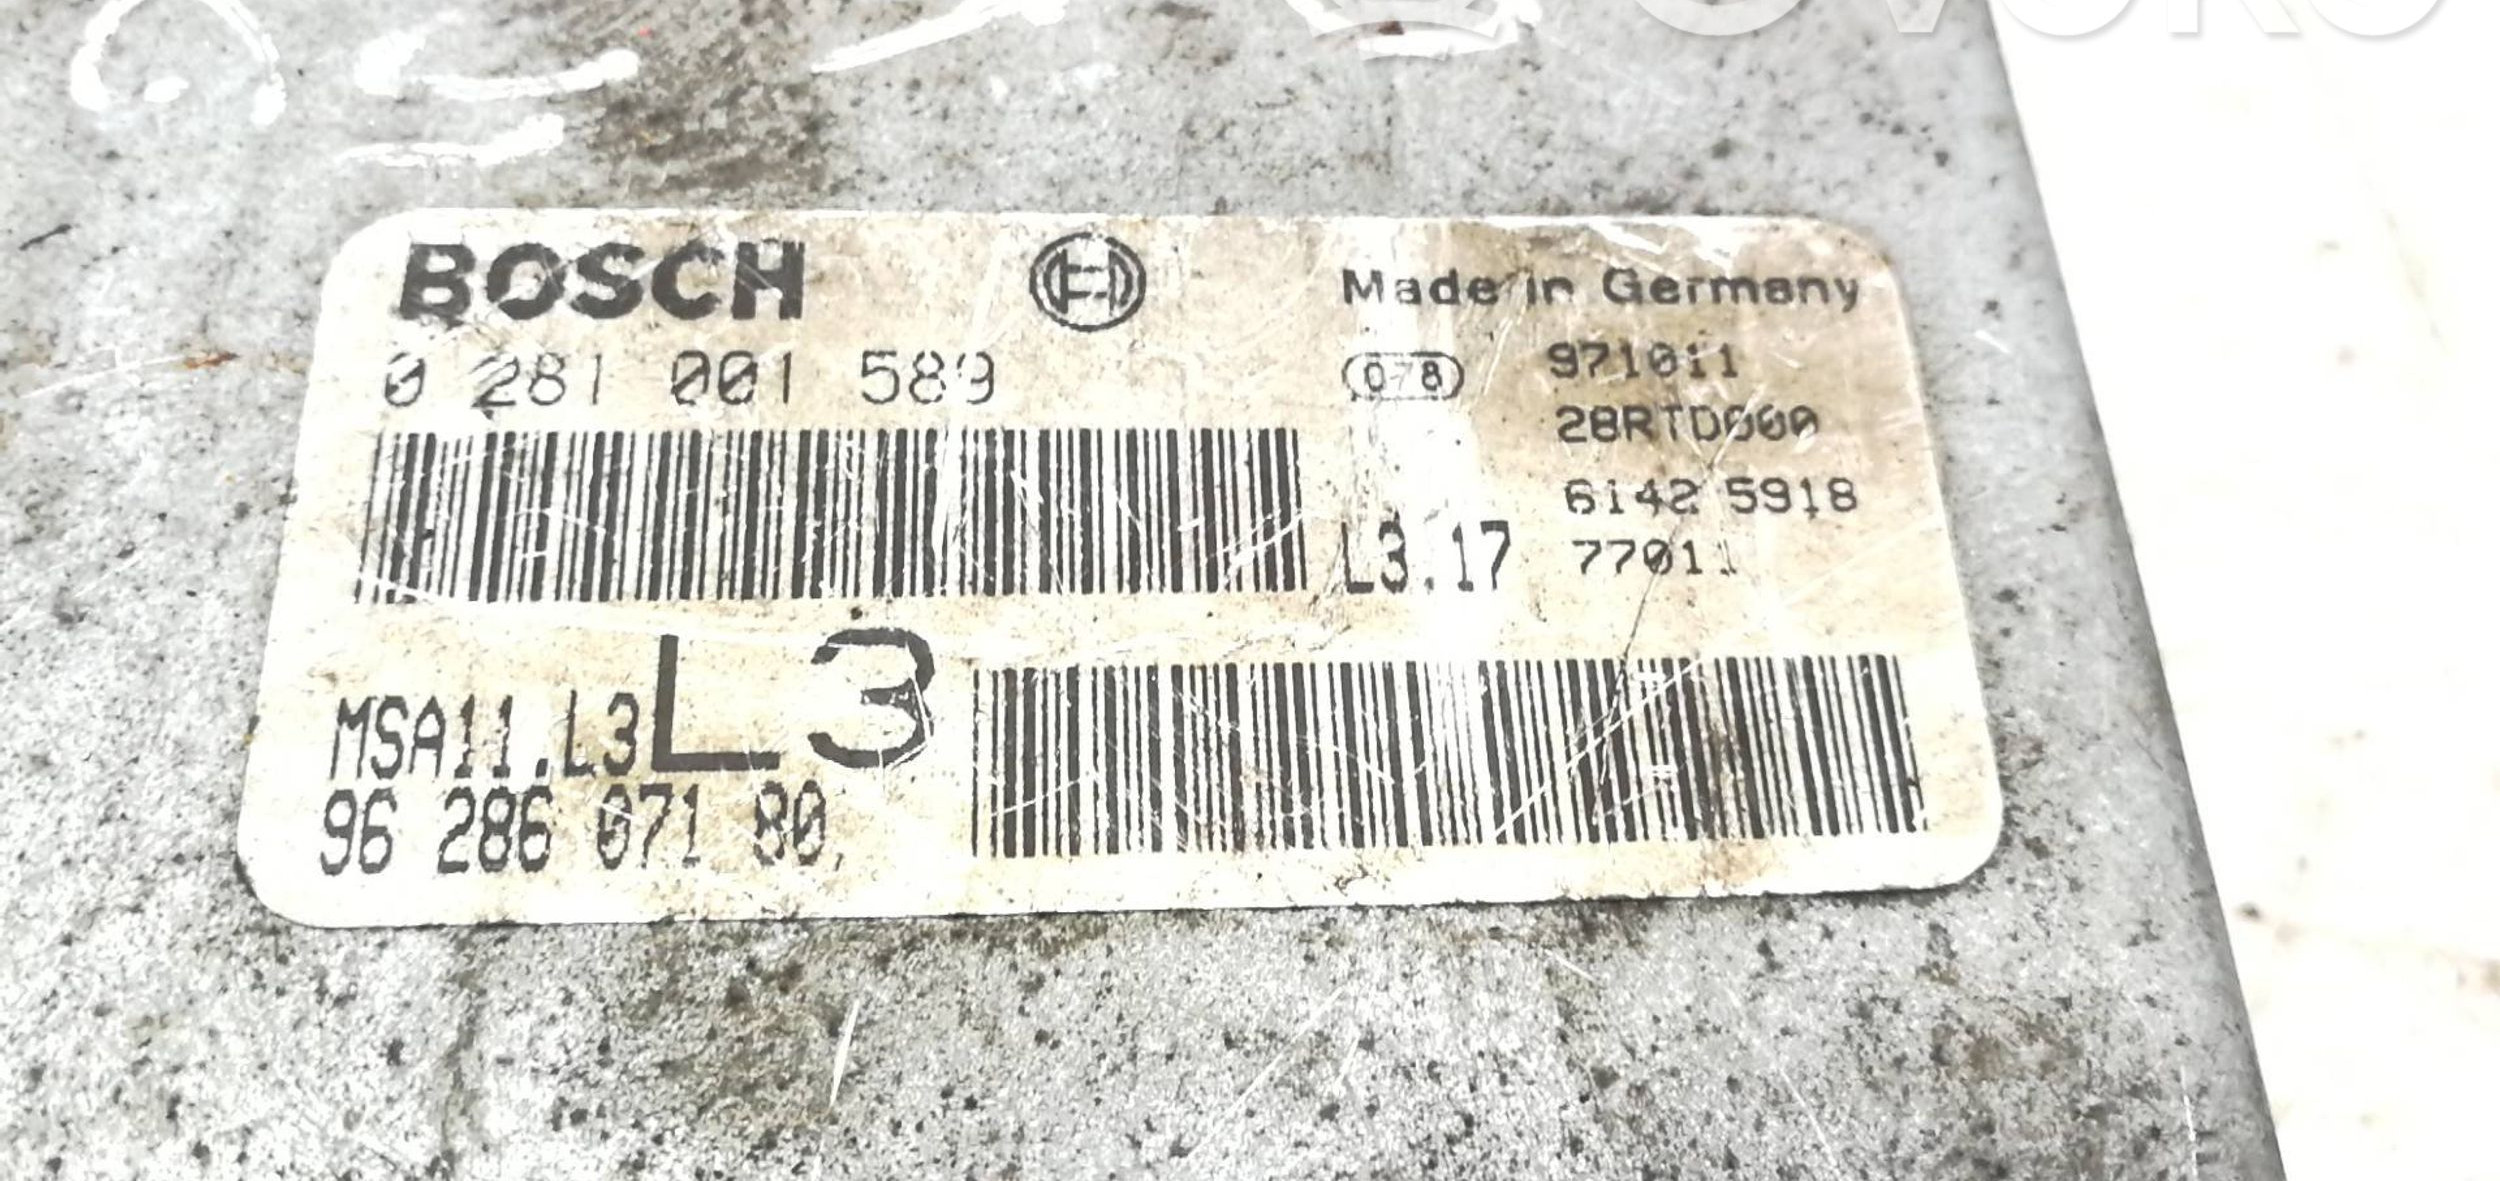 BOSCH
Made in Germany
0 281 001 589
078
971011
28RTD000
6142 5918
L3.17
77011
L3
MSA11.L3
96 286 071 80